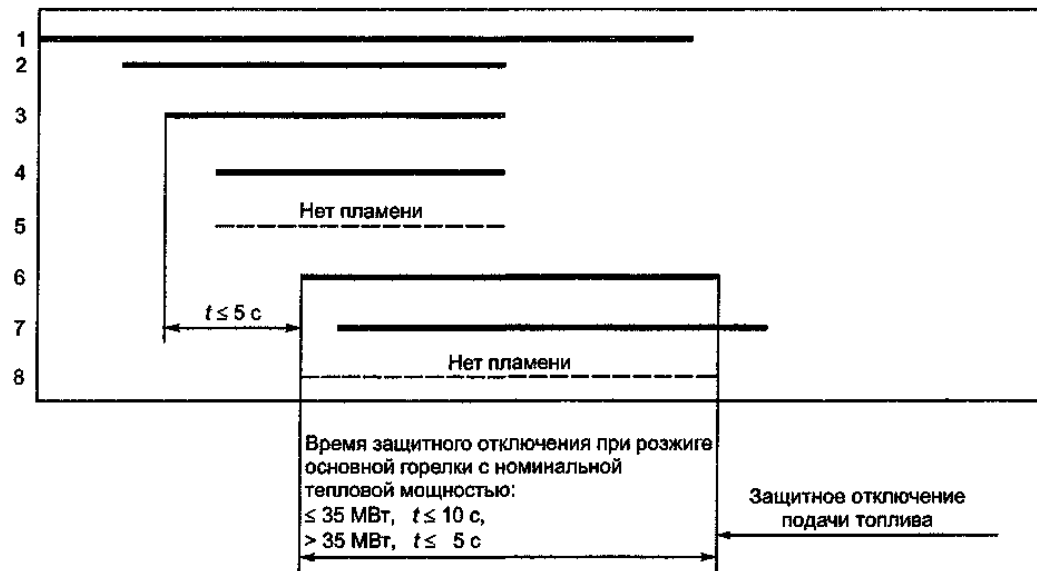 1
2
3
4
Нет пламени
5
6
t ≤ 5 с
7
Нет пламени
8
Время защитного отключения при розжиге
основной горелки с номинальной
тепловой мощностью:
≤ 35 МВт, t ≤ 10 с,
> 35 МВт, t ≤ 5 с
Защитное отключение
подачи топлива